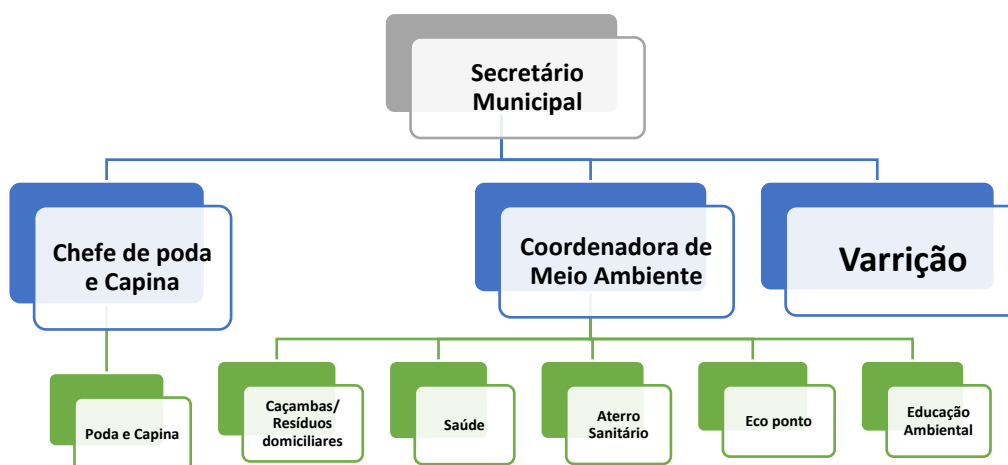 Secretário
Municipal
Chefe de poda
e Capina
Coordenadora de
Meio Ambiente
Varrição
Poda e Capina
Caçambas/
Resíduos
domiciliares
Saúde
Aterro
Sanitário
Eco ponto
Educação
Ambiental